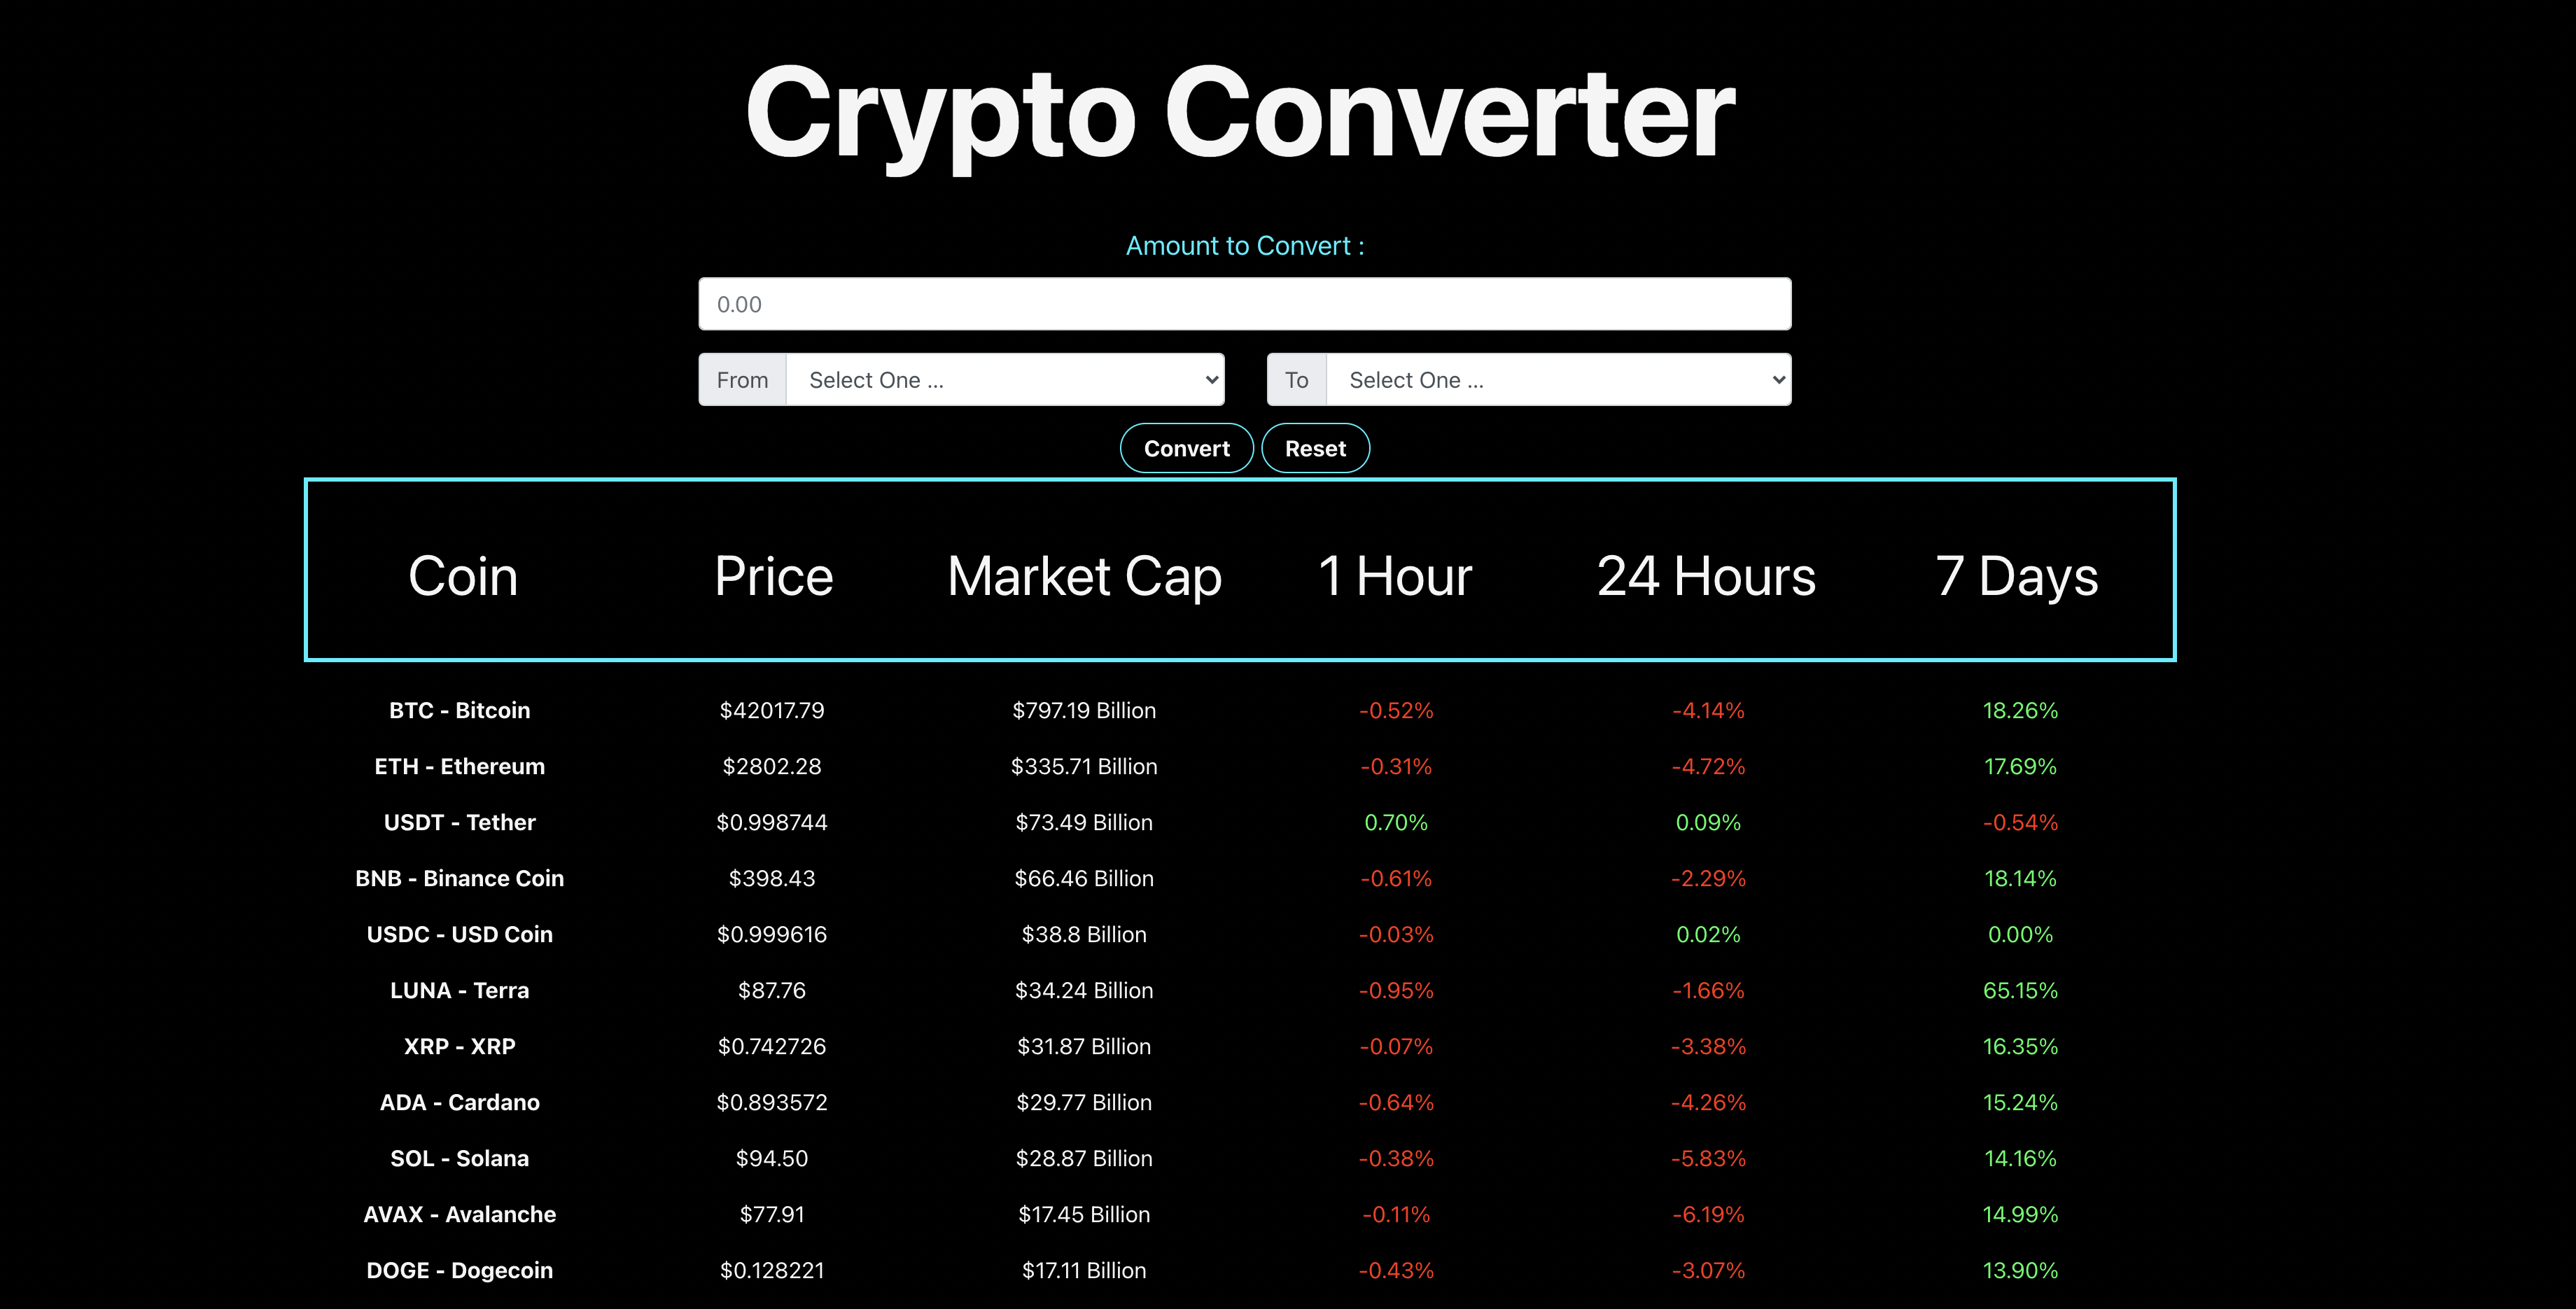 Crypto Converter
Amount to Convert :
0.00
From Select One ... To Select One ...
Convert Reset
Coin Price Market Cap 1 Hour 24 Hours 7 Days
BTC - Bitcoin $42017.79 $797.19 Billion -0.52% -4.14% 18.26%
ETH - Ethereum $2802.28 $335.71 Billion -0.31% -4.72% 17.69%
USDT - Tether $0.998744 $73.49 Billion 0.70% 0.09% -0.54%
BNB - Binance Coin $398.43 $66.46 Billion -0.61% -2.29% 18.14%
USDC - USD Coin $0.999616 $38.8 Billion -0.03% 0.02% 0.00%
LUNA - Terra $87.76 $34.24 Billion -0.95% -1.66% 65.15%
XRP - XRP $0.742726 $31.87 Billion -0.07% -3.38% 16.35%
ADA - Cardano $0.893572 $29.77 Billion -0.64% -4.26% 15.24%
SOL - Solana $94.50 $28.87 Billion -0.38% -5.83% 14.16%
AVAX - Avalanche $77.91 $17.45 Billion -0.11% -6.19% 14.99%
DOGE - Dogecoin $0.128221 $17.11 Billion -0.43% -3.07% 13.90%